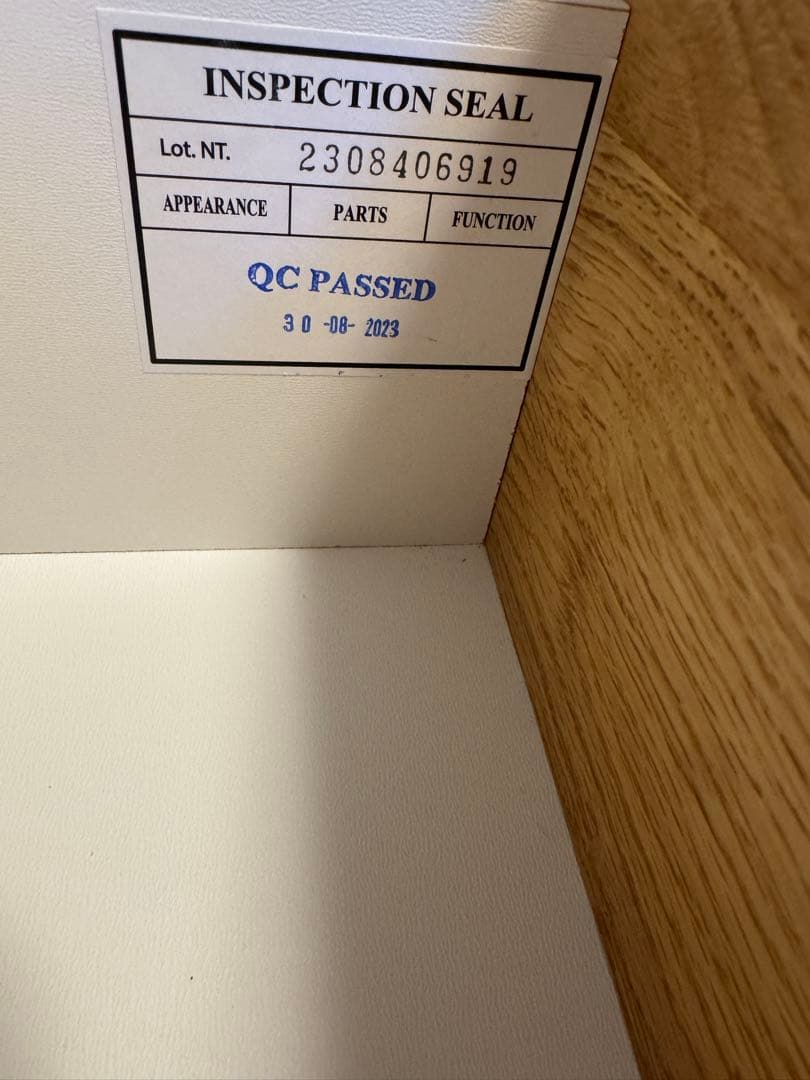 INSPECTION SEAL
Lot. NT. 2308406919
APPEARANCE PARTS FUNCTION
QC PASSED
30 -08- 2023